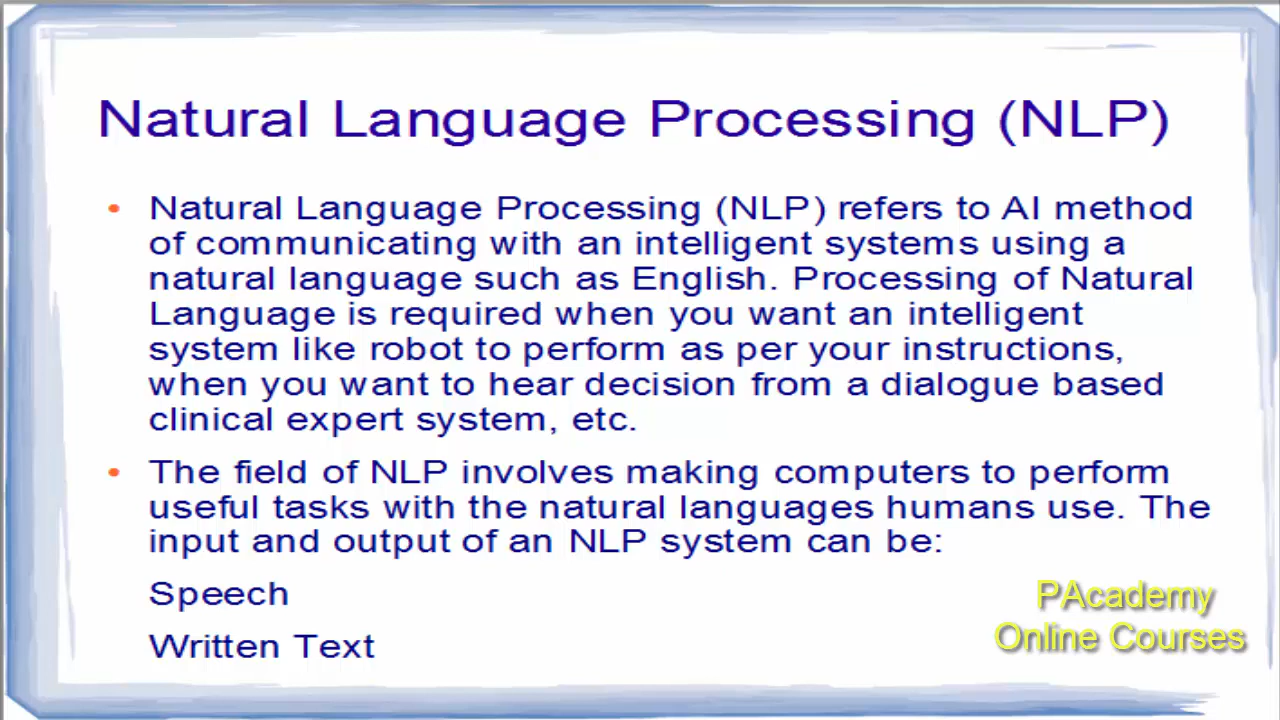 Natural Language Processing (NLP)
• Natural Language Processing (NLP) refers to AI method
of communicating with an intelligent systems using a
natural language such as English. Processing of Natural
Language is required when you want an intelligent
system like robot to perform as per your instructions,
when you want to hear decision from a dialogue based
clinical expert system, etc.
• The field of NLP involves making computers to perform
useful tasks with the natural languages humans use. The
input and output of an NLP system can be:
Speech
Written Text
PAcademy
Online Courses